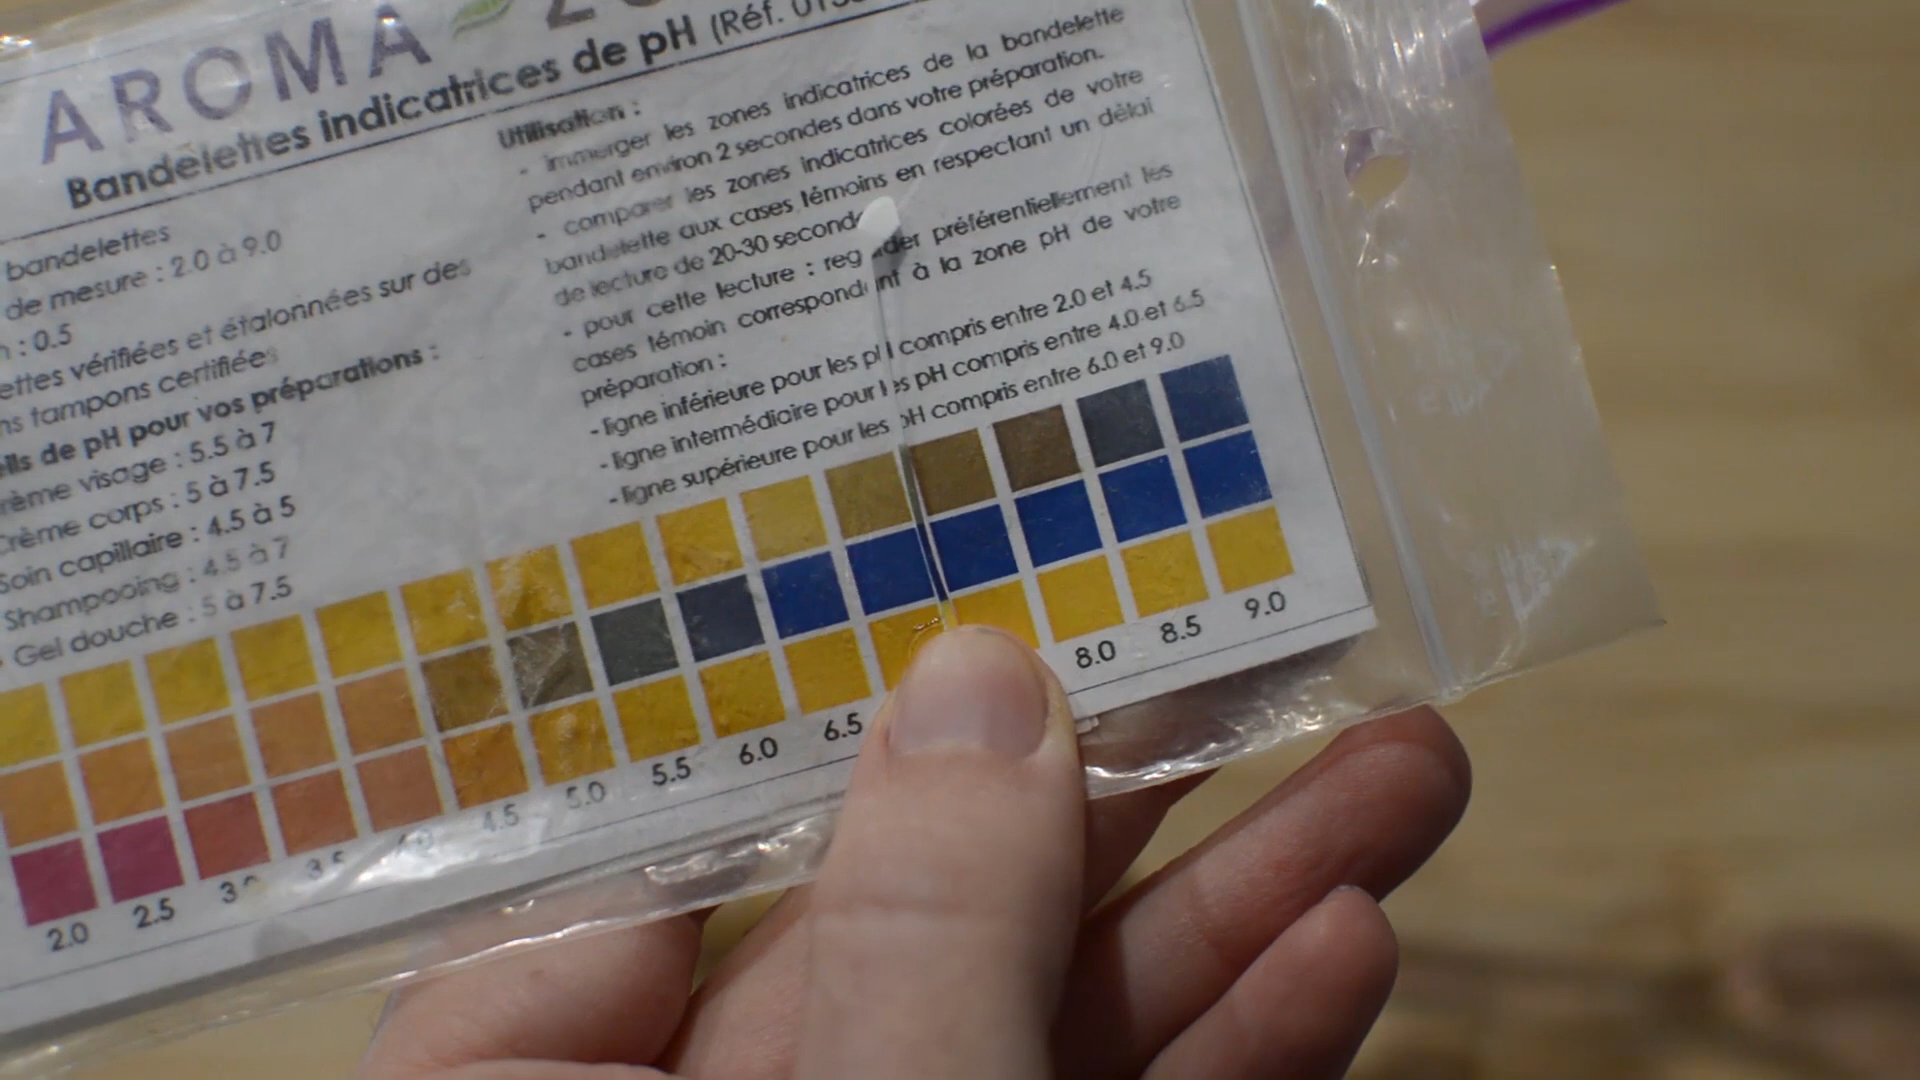 AROMA
Bandelettes indicatrices de pH (Réf.
bandelettes
de mesure : 2.0 à 9.0
: 0.5
ettes vérifiées et étalonnées sur des
ns tampons certifiées
ils de pH pour vos préparations :
rème visage : 5.5 à 7
Crème corps : 5 à 7.5
Soin capillaire : 4.5 à 5
Shampooing : 4.5 à 7
- Gel douche : 5 à 7.5
Utilisation :
- immerger les zones indicatrices de la bandelette
pendant environ 2 secondes dans votre préparation.
- comparer les zones indicatrices colorées de votre
bandelette aux cases témoins en respectant un délai
de lecture de 20-30 second
- pour cette lecture : reg der préférentiellement les
cases témoin correspondant à la zone pH de votre
préparation :
- ligne inférieure pour les pH compris entre 2.0 et 4.5
- ligne intermédiaire pour les pH compris entre 4.0 et 6.5
- ligne supérieure pour les pH compris entre 6.0 et 9.0
2.0 2.5 3.0 3.5 4.0 4.5 5.0 5.5 6.0 6.5 8.0 8.5 9.0